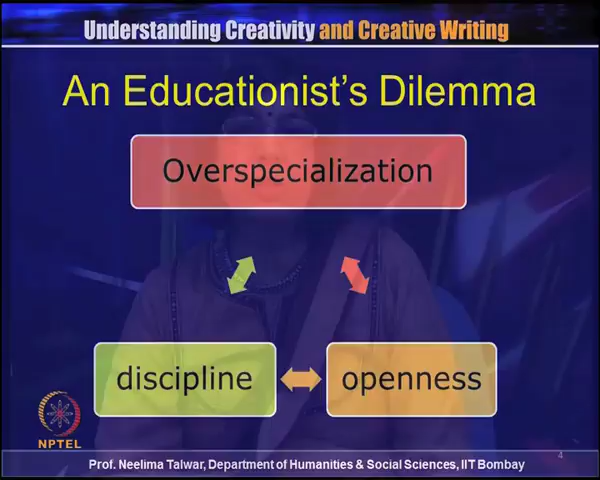 Understanding Creativity and Creative Writing
An Educationist's Dilemma
Overspecialization
discipline
openness
NPTEL
4
Prof. Neelima Talwar, Department of Humanities & Social Sciences, IIT Bombay